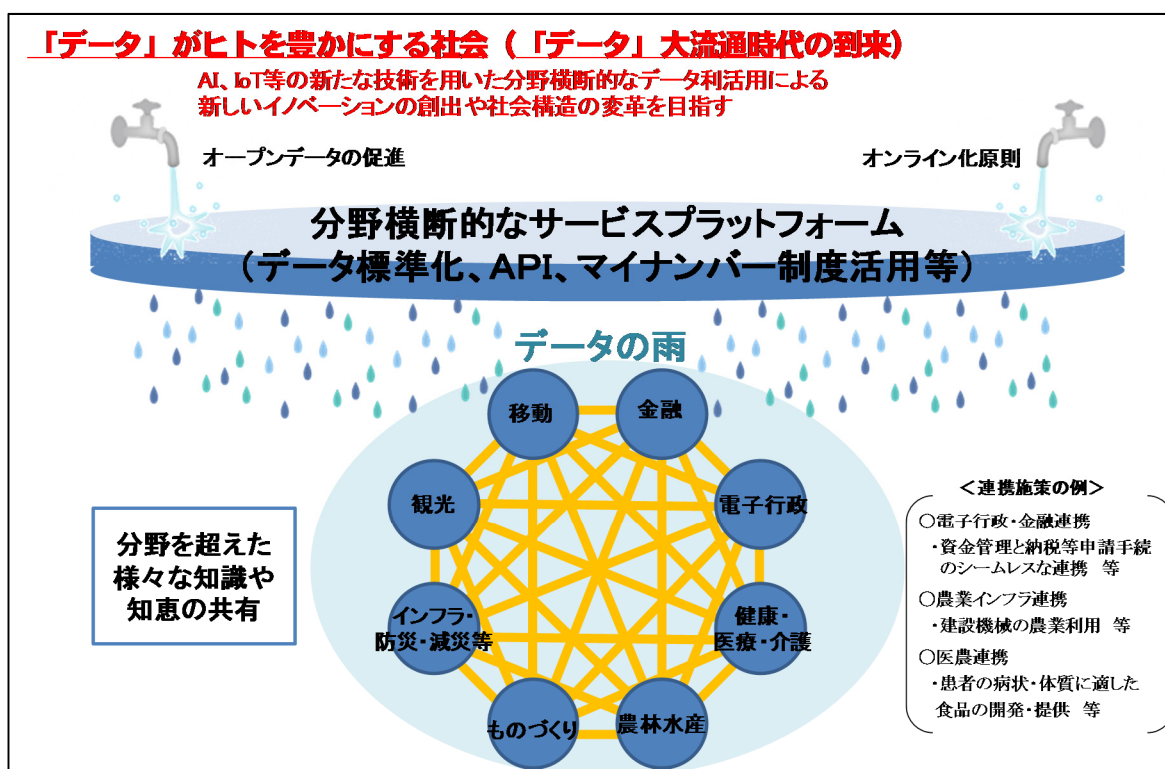 「データ」がヒトを豊かにする社会（「データ」大流通時代の到来）
AI、IoT等の新たな技術を用いた分野横断的なデータ利活用による
新しいイノベーションの創出や社会構造の変革を目指す
オープンデータの促進
オンライン化原則
分野横断的なサービスプラットフォーム
（データ標準化、API、マイナンバー制度活用等）
データの雨
移動
金融
観光
電子行政
インフラ・
防災・減災等
健康・
医療・介護
ものづくり
農林水産
分野を超えた
様々な知識や
知恵の共有
＜連携施策の例＞
○電子行政・金融連携
・資金管理と納税等申請手続
のシームレスな連携 等
○農業インフラ連携
・建設機械の農業利用 等
○医農連携
・患者の病状・体質に適した
食品の開発・提供 等